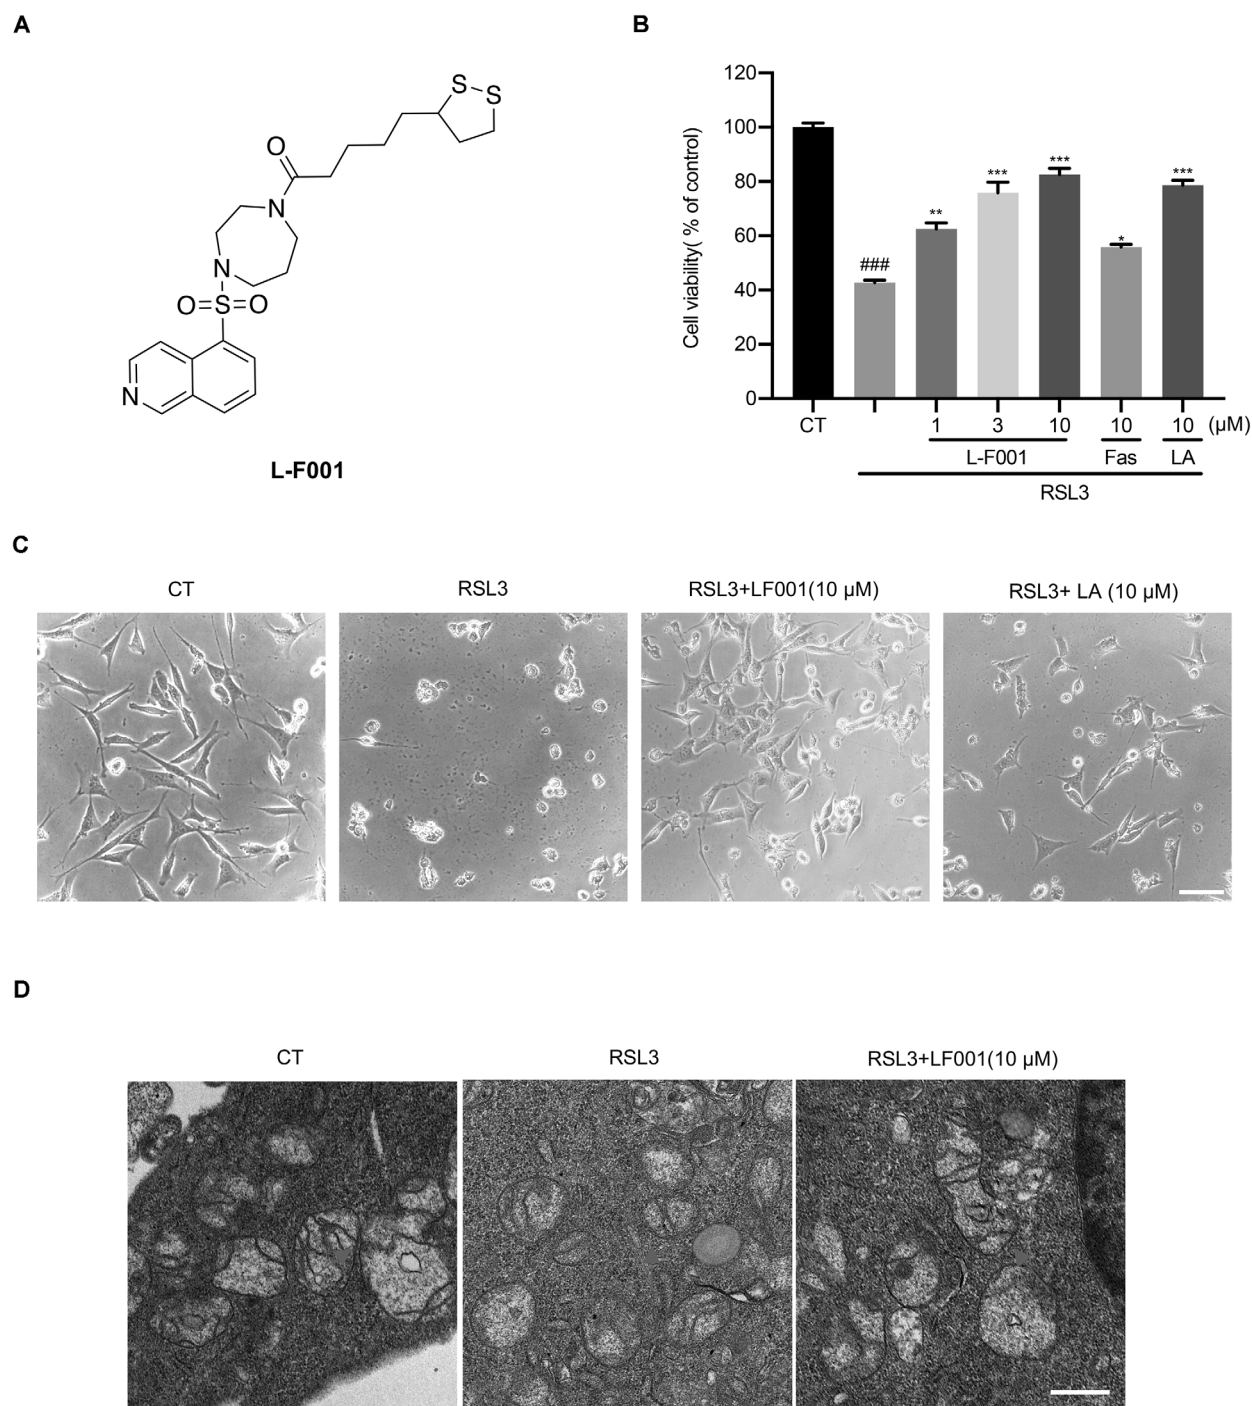 A
S
S
O
N
N
O=S=O
N
L-F001
B
Cell viability( % of control)
120
100
80
60
40
20
0
###
**
***
***
*
***
CT
1
3
10
10
10
(µM)
L-F001
Fas
LA
RSL3
C
CT
RSL3
RSL3+LF001(10 µM)
RSL3+ LA (10 µM)
D
CT
RSL3
RSL3+LF001(10 µM)